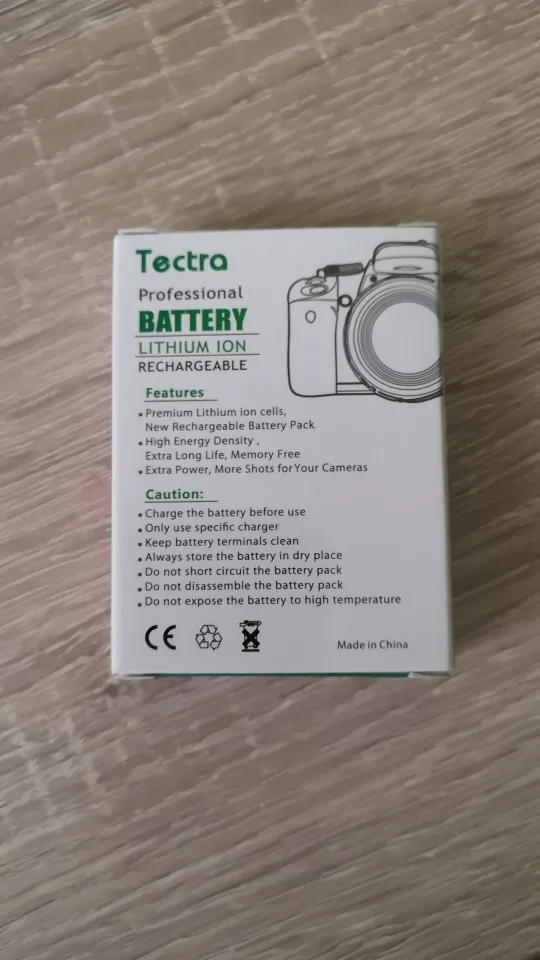 Tectra
Professional
BATTERY
LITHIUM ION
RECHARGEABLE
Features
• Premium Lithium ion cells,
New Rechargeable Battery Pack
• High Energy Density ,
Extra Long Life, Memory Free
• Extra Power, More Shots for Your Cameras
Caution:
• Charge the battery before use
• Only use specific charger
• Keep battery terminals clean
• Always store the battery in dry place
• Do not short circuit the battery pack
• Do not disassemble the battery pack
• Do not expose the battery to high temperature
CE
Made in China